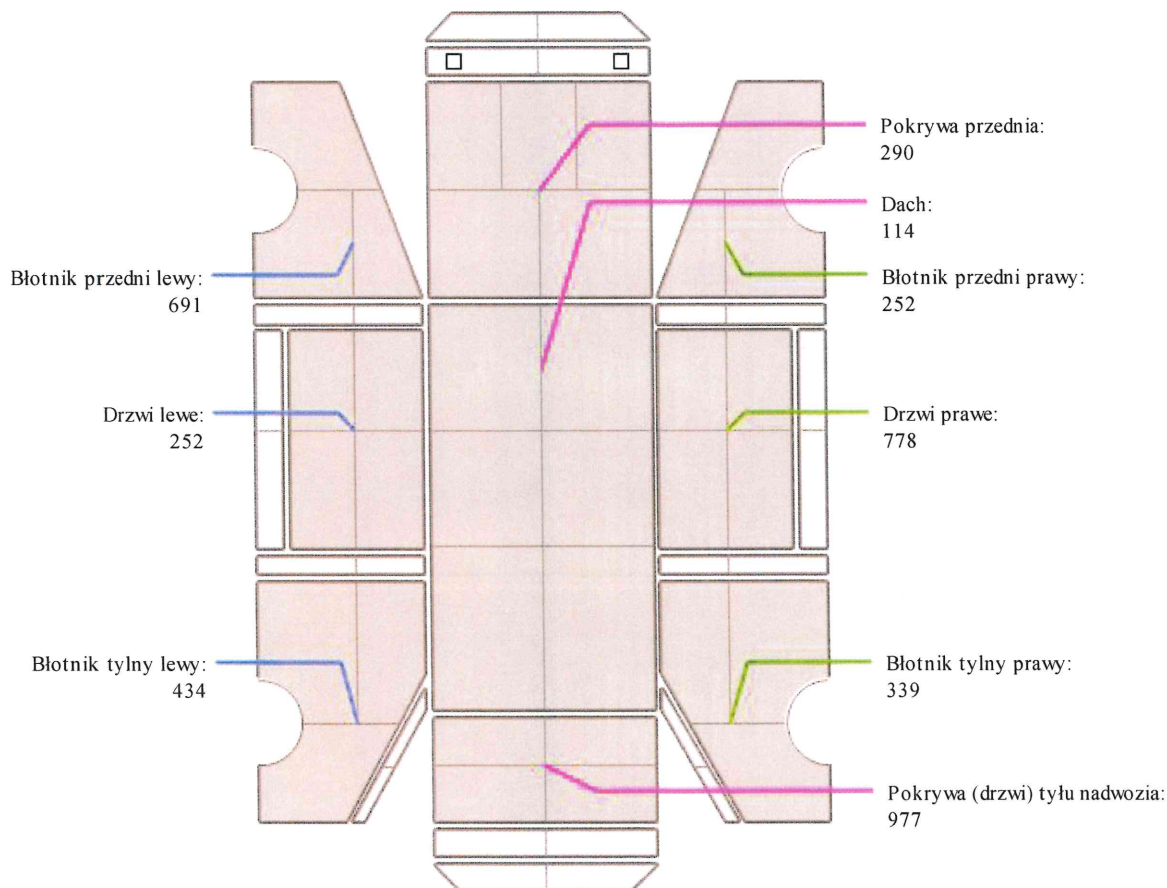 Pokrywa przednia:
290
Dach:
114
Błotnik przedni lewy:
691
Błotnik przedni prawy:
252
Drzwi lewe:
252
Drzwi prawe:
778
Błotnik tylny lewy:
434
Błotnik tylny prawy:
339
Pokrywa (drzwi) tyłu nadwozia:
977